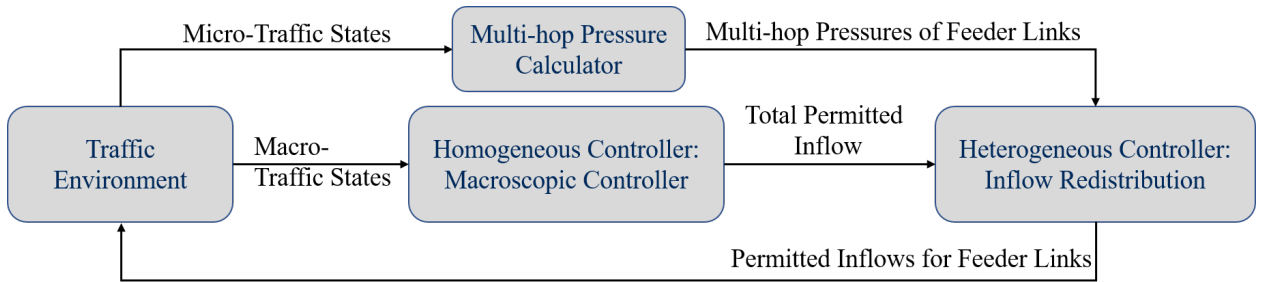 Micro-Traffic States
Multi-hop Pressure
Calculator
Multi-hop Pressures of Feeder Links
Traffic
Environment
Macro-
Traffic States
Homogeneous Controller:
Macroscopic Controller
Total Permitted
Inflow
Heterogeneous Controller:
Inflow Redistribution
Permitted Inflows for Feeder Links